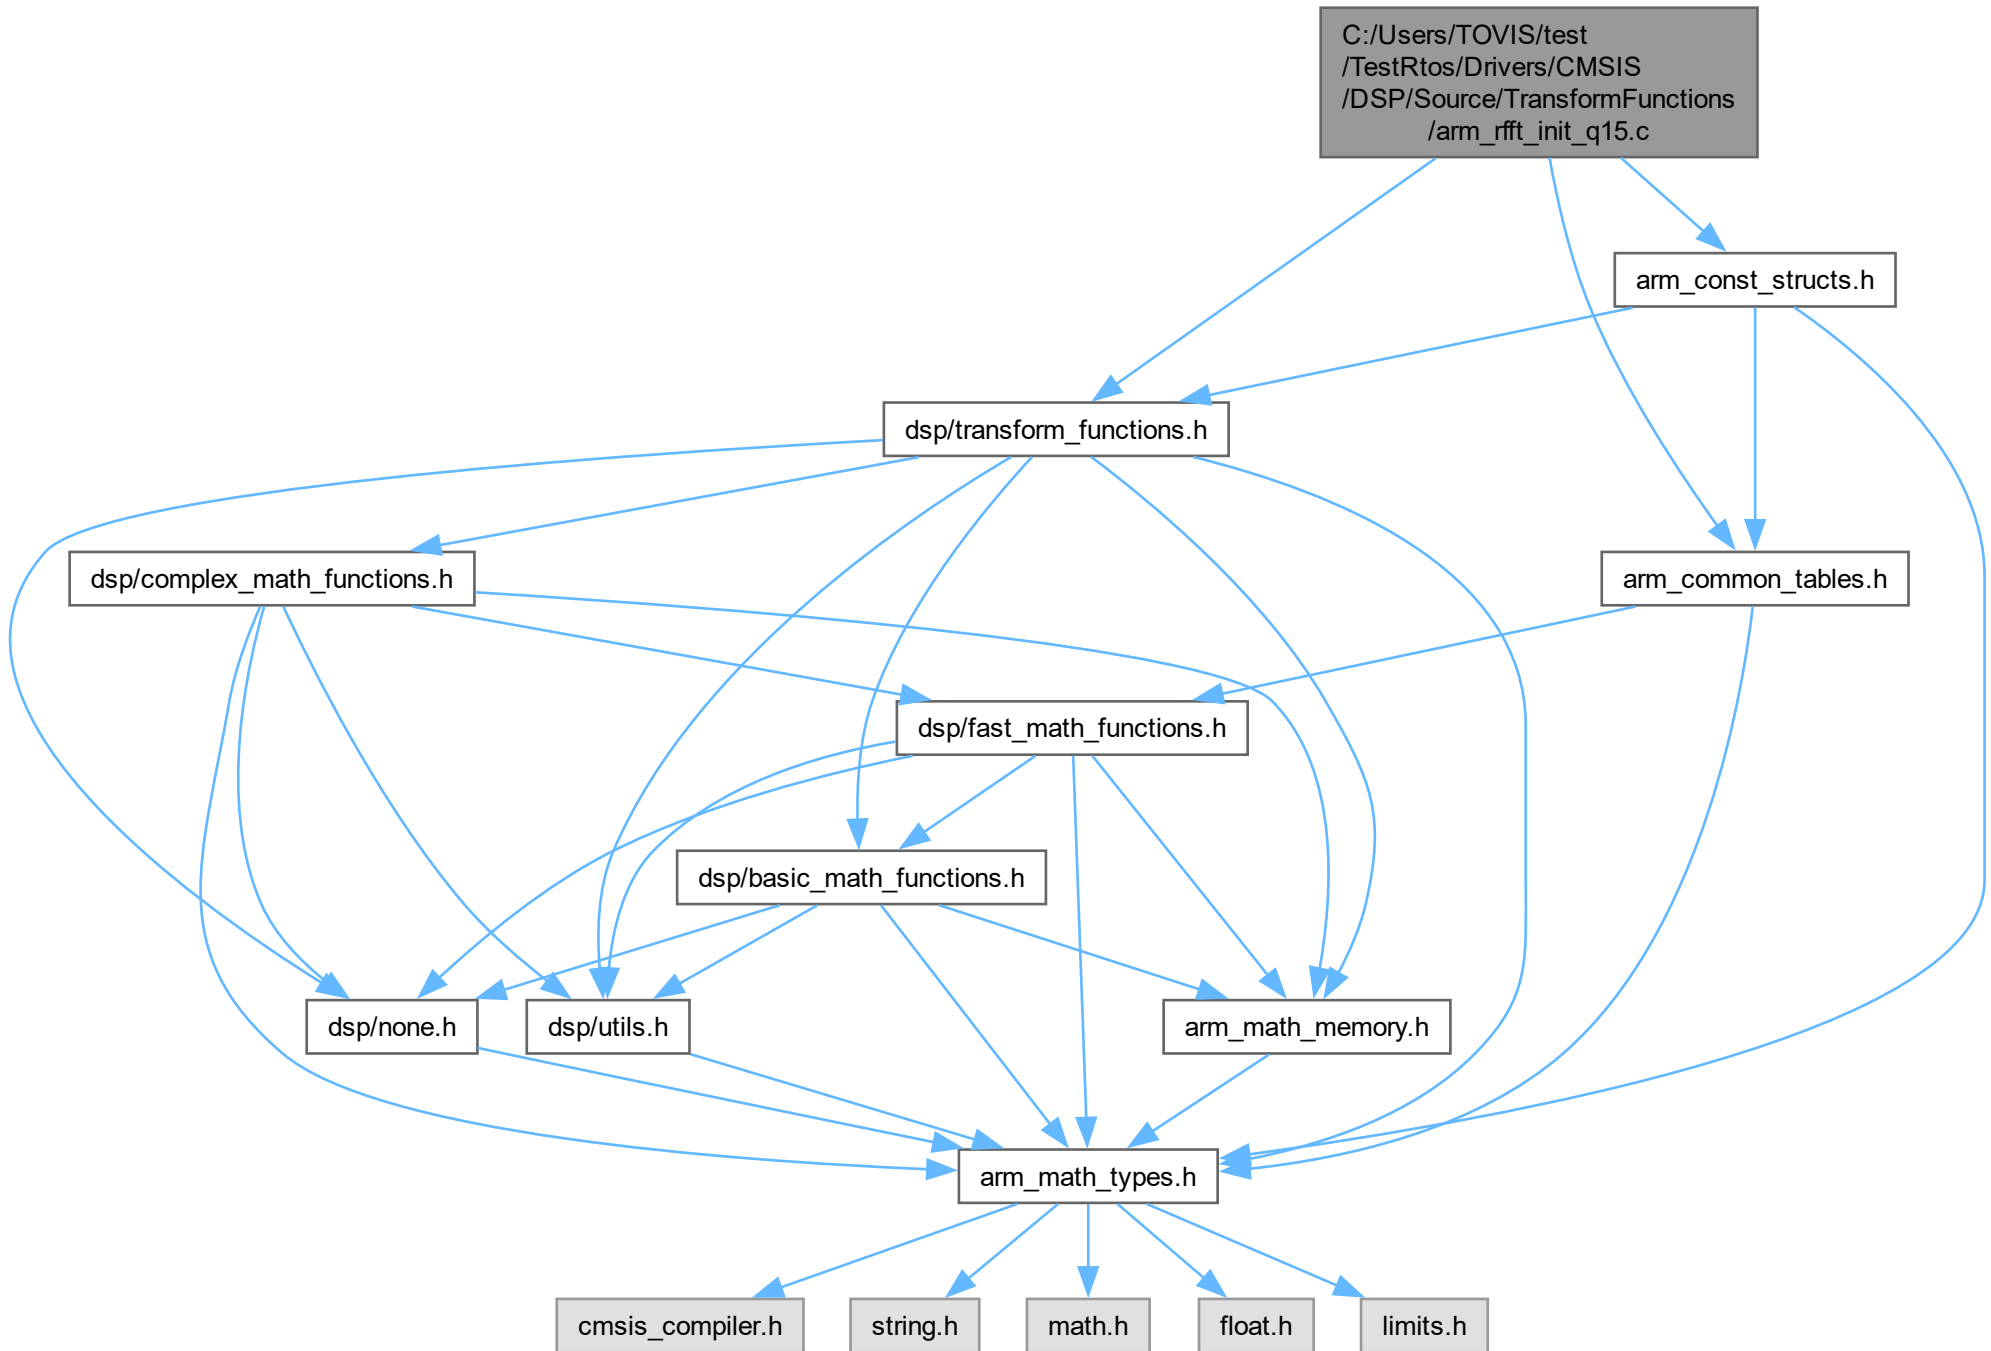 C:/Users/TOVIS/test
/TestRtos/Drivers/CMSIS
/DSP/Source/TransformFunctions
/arm_rfft_init_q15.c
arm_const_structs.h
dsp/transform_functions.h
dsp/complex_math_functions.h
arm_common_tables.h
dsp/fast_math_functions.h
dsp/basic_math_functions.h
dsp/none.h
dsp/utils.h
arm_math_memory.h
arm_math_types.h
cmsis_compiler.h
string.h
math.h
float.h
limits.h